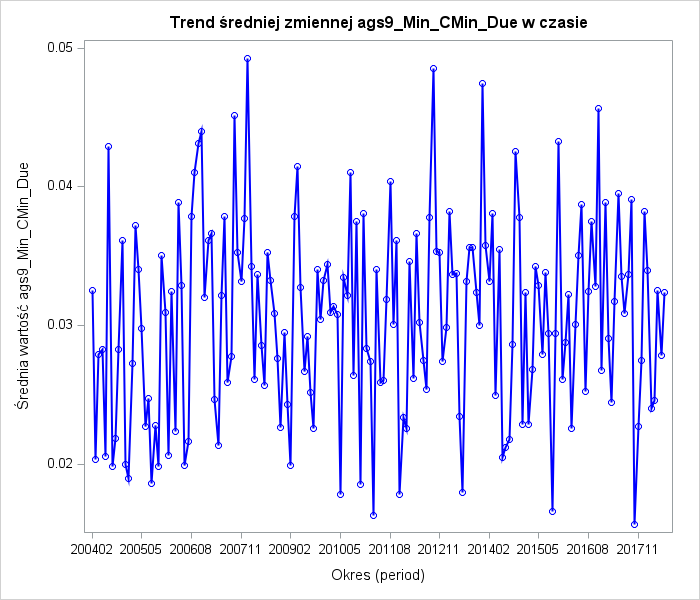 Trend średniej zmiennej ags9_Min_CMin_Due w czasie
0.05
0.04
0.03
0.02
Średnia wartość ags9_Min_CMin_Due
200402 200505 200608 200711 200902 201005 201108 201211 201402 201505 201608 201711
Okres (period)